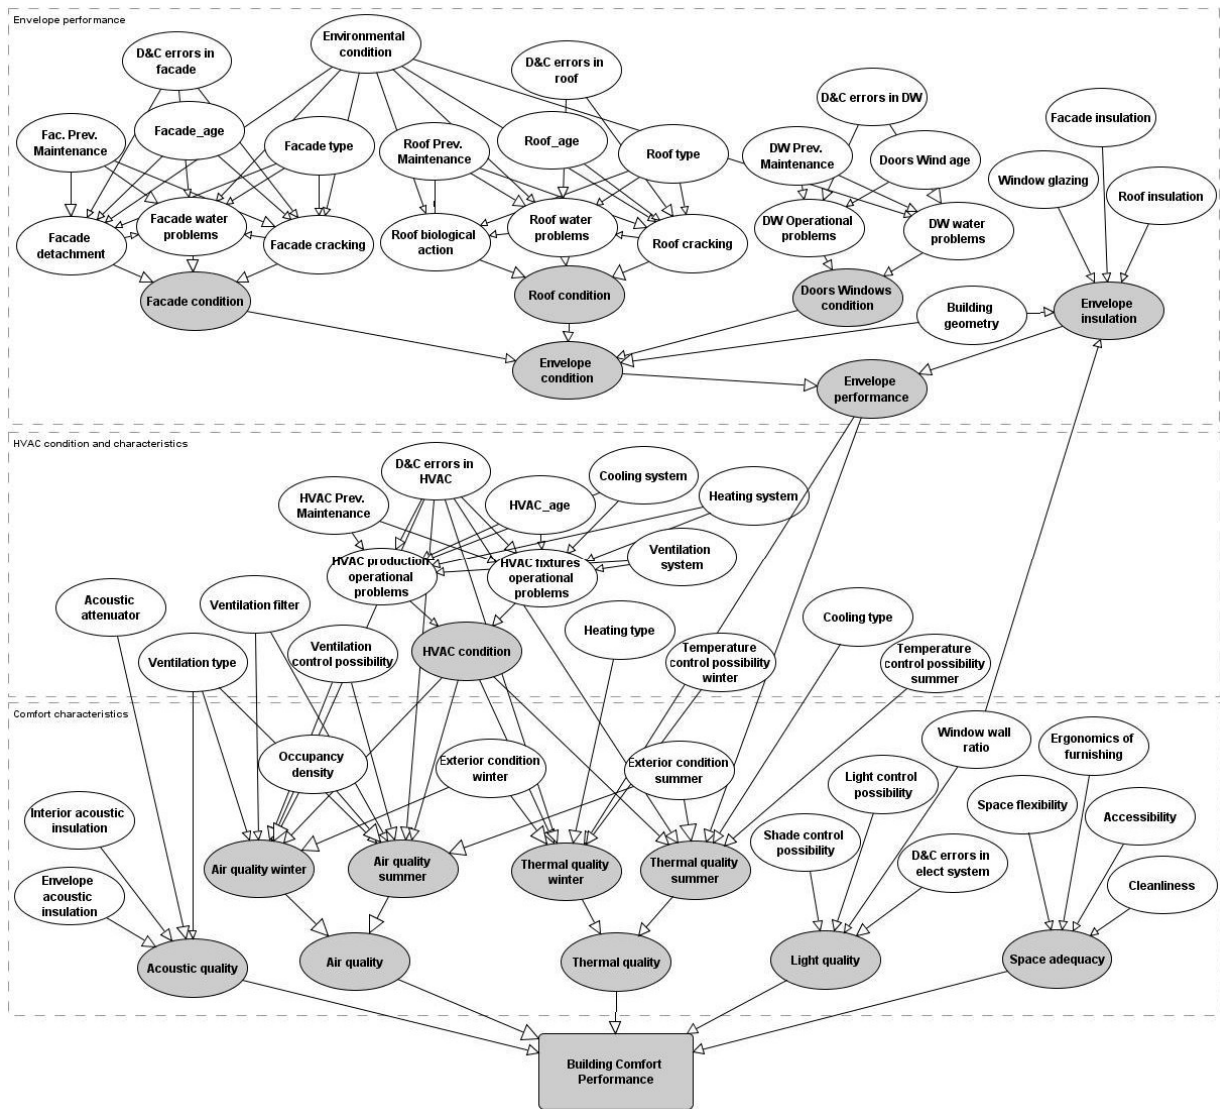 Envelope performance
Environmental
condition
D&C errors in
facade
D&C errors in
roof
D&C errors in DW
Facade insulation
Fac. Prev.
Maintenance
Facade_age
Facade type
Roof Prev.
Maintenance
Roof_age
Roof type
DW Prev.
Maintenance
Doors Wind age
Window glazing
Roof insulation
Facade
detachment
Facade water
problems
Facade cracking
Roof biological
action
Roof water
problems
Roof cracking
DW Operational
problems
DW water
problems
Facade condition
Roof condition
Doors Windows
condition
Building
geometry
Envelope
insulation
Envelope
condition
Envelope
performance
HVAC condition and characteristics
D&C errors in
HVAC
Cooling system
HVAC Prev.
Maintenance
HVAC_age
Heating system
HVAC production
operational
problems
HVAC fixtures
operational
problems
Ventilation
system
Acoustic
attenuator
Ventilation filter
Heating type
Cooling type
Ventilation type
Ventilation
control possibility
HVAC condition
Temperature
control possibility
winter
Temperature
control possibility
summer
Comfort characteristics
Occupancy
density
Exterior condition
winter
Exterior condition
summer
Window wall
ratio
Ergonomics of
furnishing
Light control
possibility
Interior acoustic
insulation
Space flexibility
Accessibility
Shade control
possibility
Air quality winter
Air quality
summer
Thermal quality
winter
Thermal quality
summer
D&C errors in
elect system
Envelope
acoustic
insulation
Cleanliness
Acoustic quality
Air quality
Thermal quality
Light quality
Space adequacy
Building Comfort
Performance